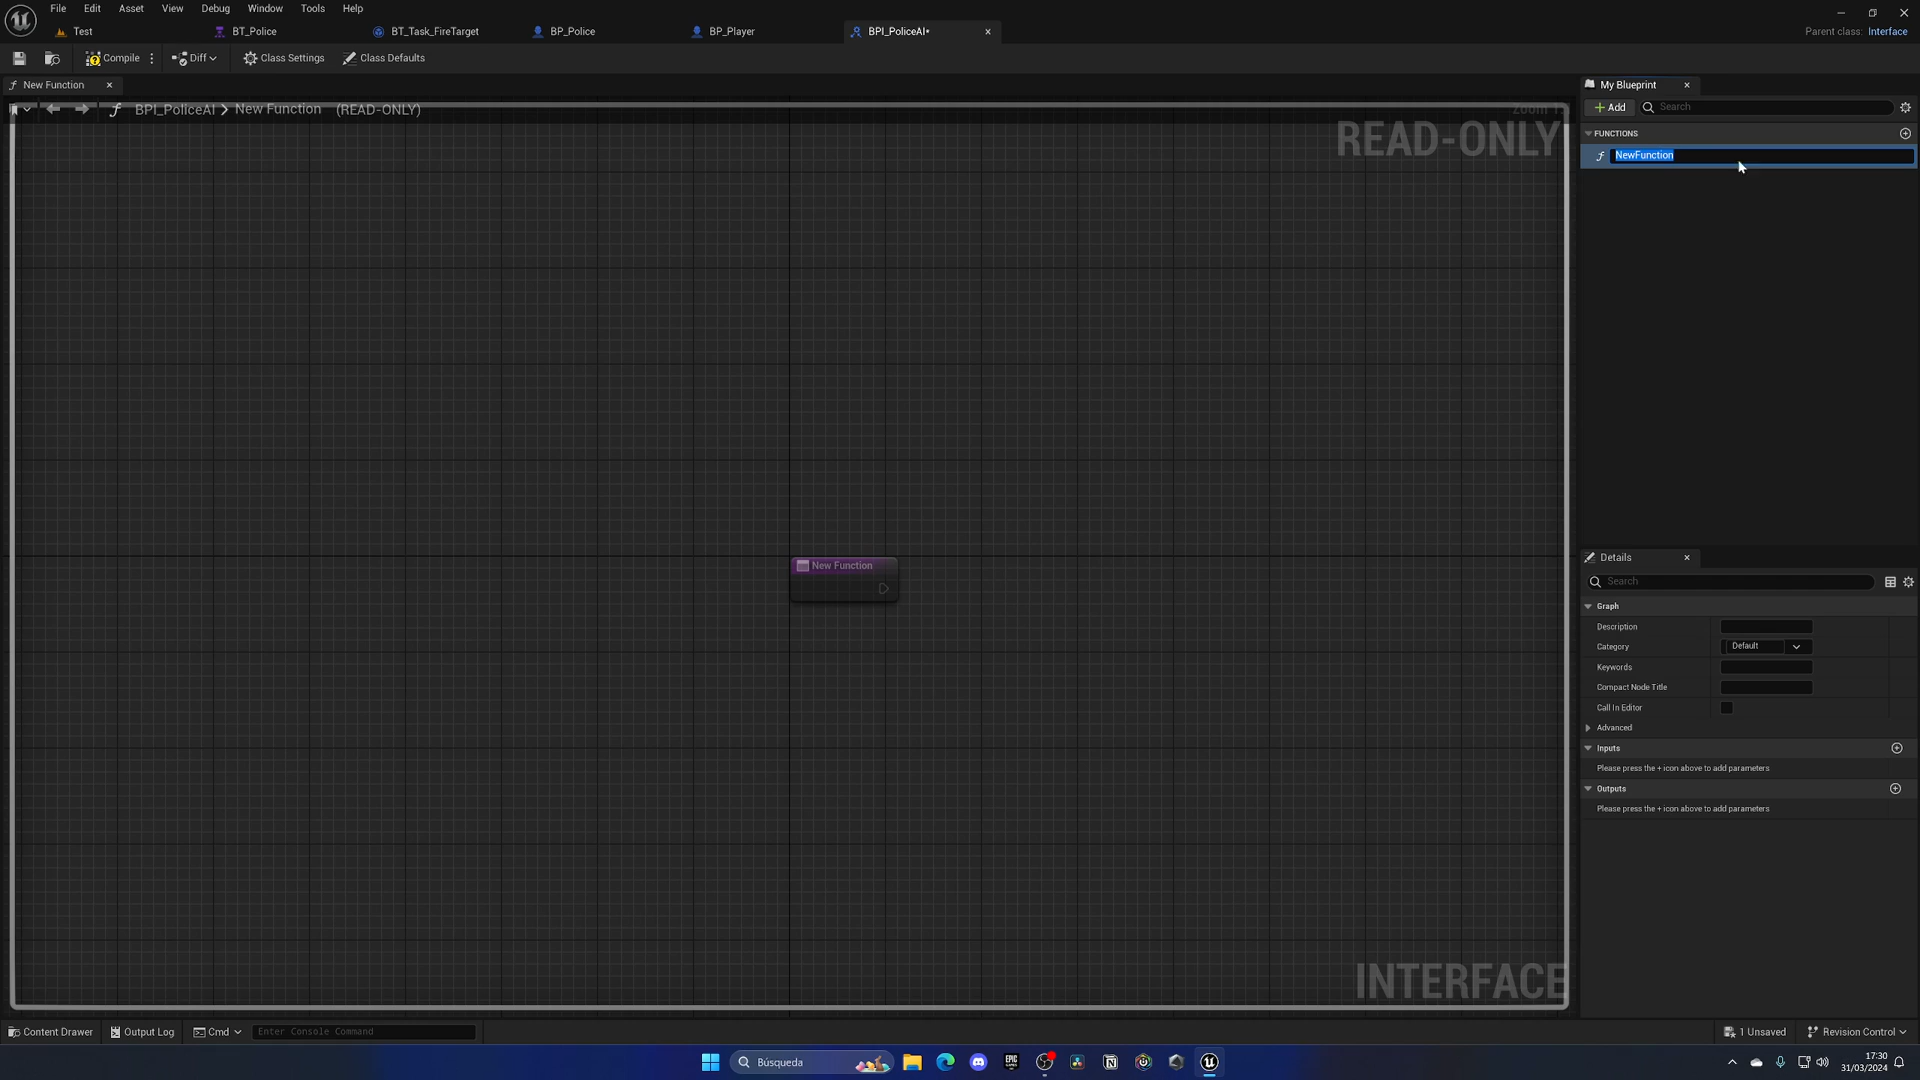 File Edit View Asset Debug Window Tools Help
Test BT_Police BT_Task_FireTarget BP_Police BP_Player BPI_PoliceAI•
Parent class: Interface
Compile Diff Class Settings Class Defaults
New Function
My Blueprint
BPI_PoliceAI > New Function (READ-ONLY)
+ Add Search
READ-ONLY
FUNCTIONS
NewFunction
New Function
Details
Search
Graph
Description
Category Default
Keywords
Compact Node Title
Call In Editor
Advanced
Inputs
Please press the + icon above to add parameters
Outputs
Please press the + icon above to add parameters
INTERFACE
Content Drawer Output Log Cmd Enter Console Command 1 Unsaved Revision Control
Búsqueda
EPIC GAMES
17:30
31/03/2024